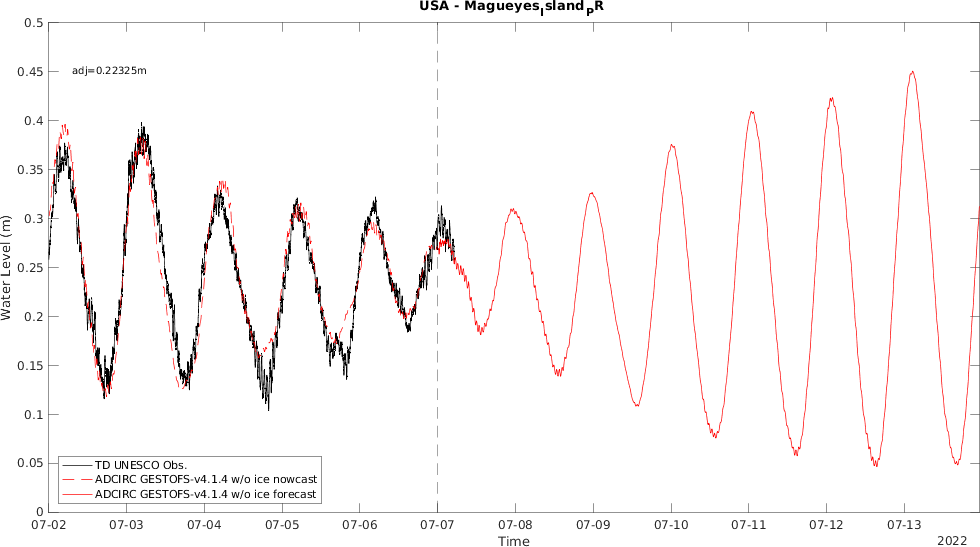 USA - Magueyes_Island_PR
0.5
0.45
0.4
0.35
0.3
0.25
0.2
0.15
0.1
0.05
0
Water Level (m)
adj=0.22325m
TD UNESCO Obs.
ADCIRC GESTOFS-v4.1.4 w/o ice nowcast
ADCIRC GESTOFS-v4.1.4 w/o ice forecast
07-02 07-03 07-04 07-05 07-06 07-07 07-08 07-09 07-10 07-11 07-12 07-13
Time
2022